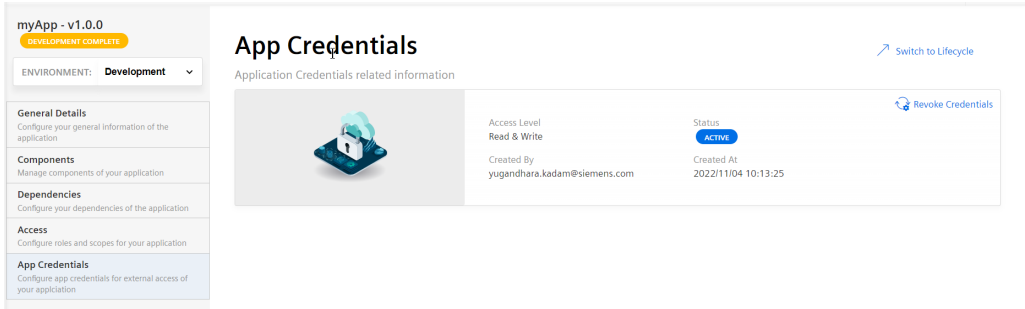 myApp - v1.0.0
DEVELOPMENT COMPLETE
ENVIRONMENT: Development
General Details
Configure your general information of the
application
Components
Manage components of your application
Dependencies
Configure your dependencies of the application
Access
Configure roles and scopes for your application
App Credentials
Configure app credentials for external access of
your appiciation
App Credentials
Switch to Lifecycle
Application Credentials related information
Revoke Credentials
Access Level
Read & Write
Status
ACTIVE
Created By
yugandhara.kadam@siemens.com
Created At
2022/11/04 10:13:25